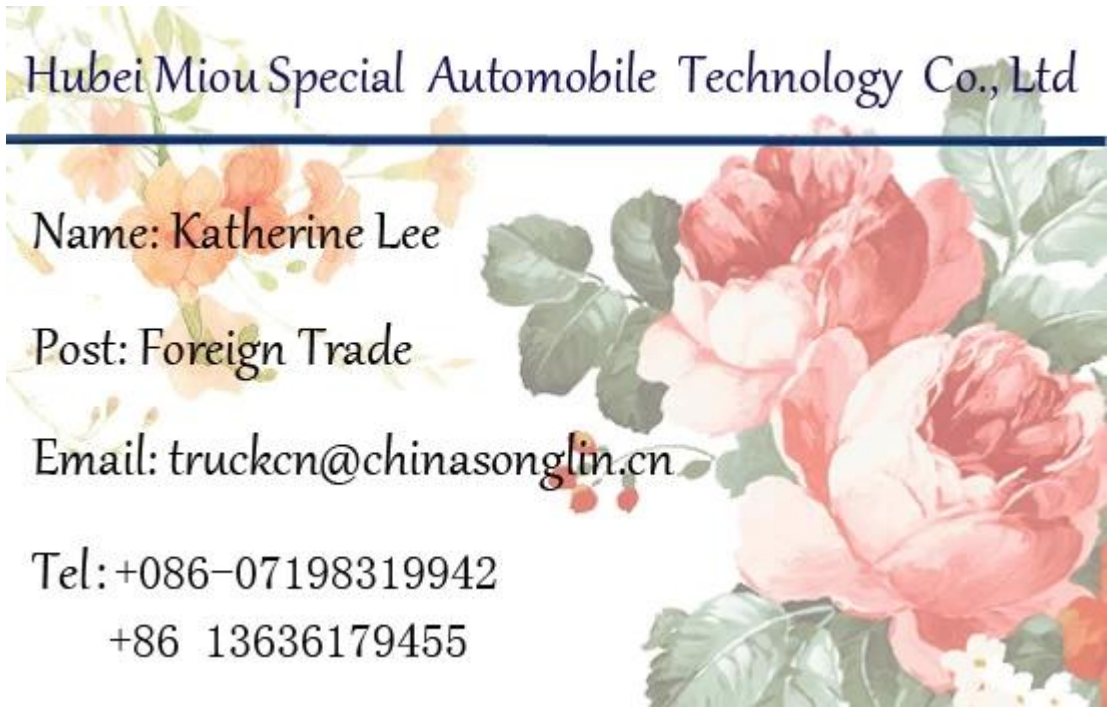 Hubei Miou Special Automobile Technology Co., Ltd
Name: Katherine Lee
Post: Foreign Trade
Email: truckcn@chinasonglin.cn
Tel: +086-07198319942
+86 13636179455